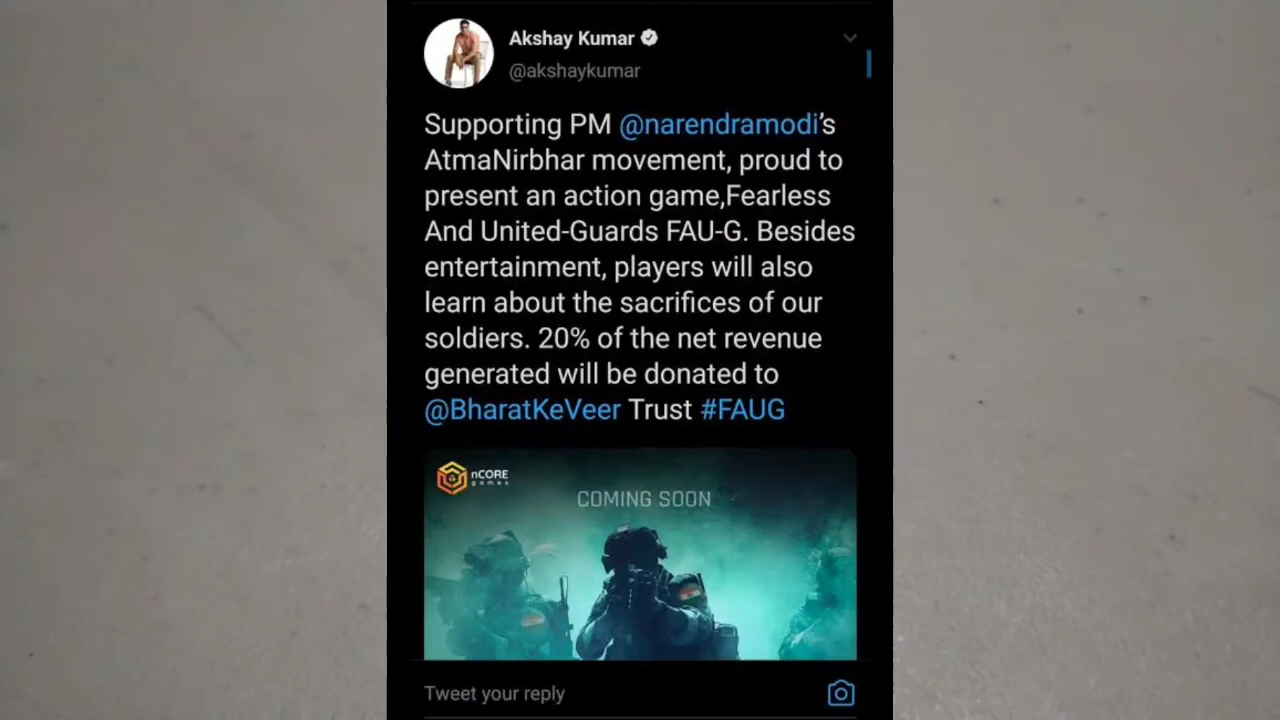 Akshay Kumar
@akshaykumar
Supporting PM @narendramodi’s
AtmaNirbhar movement, proud to
present an action game,Fearless
And United-Guards FAU-G. Besides
entertainment, players will also
learn about the sacrifices of our
soldiers. 20% of the net revenue
generated will be donated to
@BharatKeVeer Trust #FAUG
nCORE
games
COMING SOON
Tweet your reply